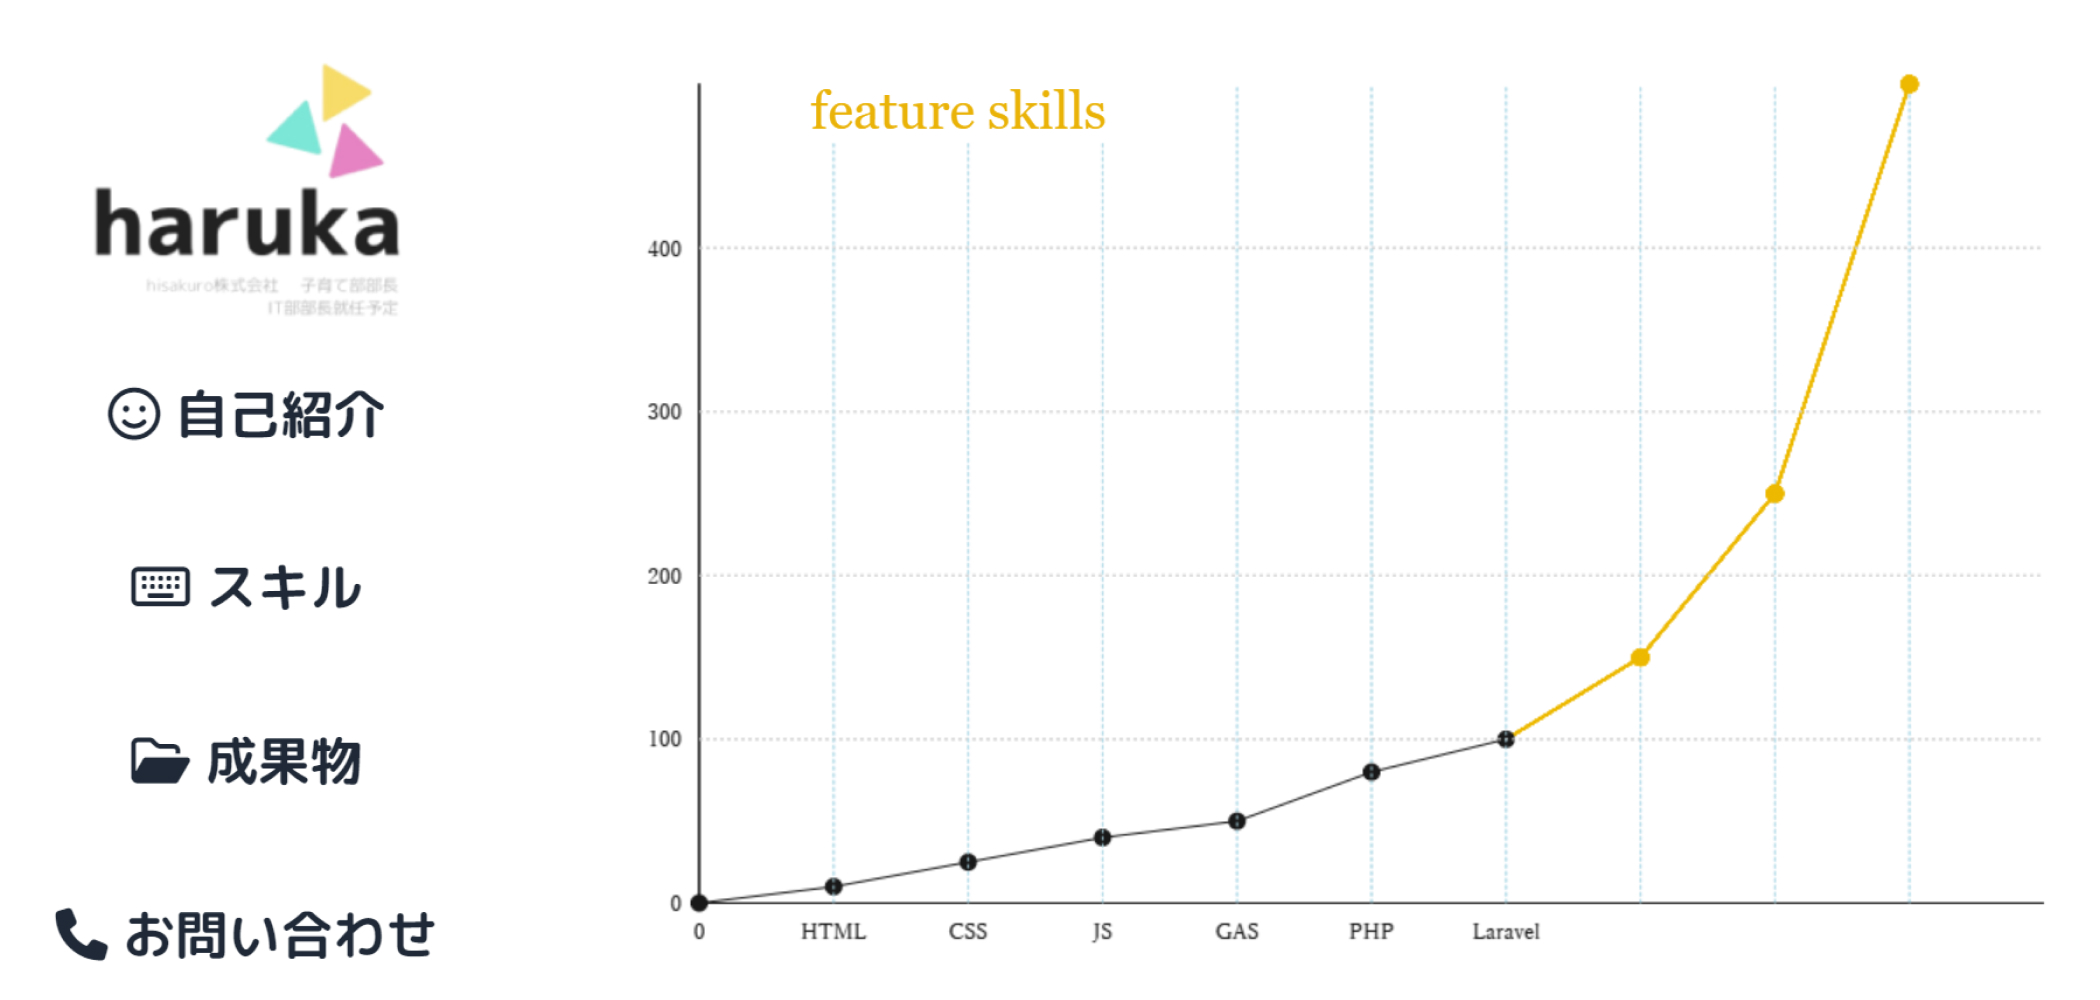 haruka
hisakuro株式会社 子育て部部長
IT部部長就任予定
自己紹介
スキル
成果物
お問い合わせ
feature skills
400
300
200
100
0
0 HTML CSS JS GAS PHP Laravel